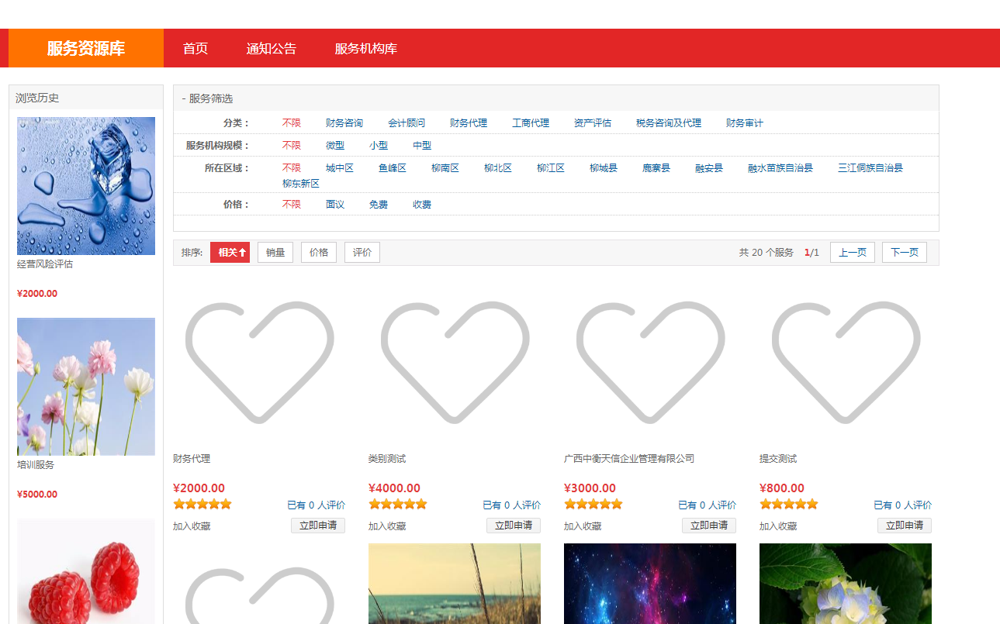 服务资源库 首页 通知公告 服务机构库
浏览历史
经营风险评估
¥2000.00
培训服务
¥5000.00
- 服务筛选
分类： 不限 财务咨询 会计顾问 财务代理 工商代理 资产评估 税务咨询及代理 财务审计
服务机构规模： 不限 微型 小型 中型
所在区域： 不限 城中区 鱼峰区 柳南区 柳北区 柳江区 柳城县 鹿寨县 融安县 融水苗族自治县 三江侗族自治县
柳东新区
价格： 不限 面议 免费 收费
排序: 相关 销量 价格 评价 共 20 个服务 1/1 上一页 下一页
财务代理 类别测试 广西中衡天信企业管理有限公司 提交测试
¥2000.00 ¥4000.00 ¥3000.00 ¥800.00
已有 0 人评价 已有 0 人评价 已有 0 人评价 已有 0 人评价
加入收藏 立即申请 加入收藏 立即申请 加入收藏 立即申请 加入收藏 立即申请